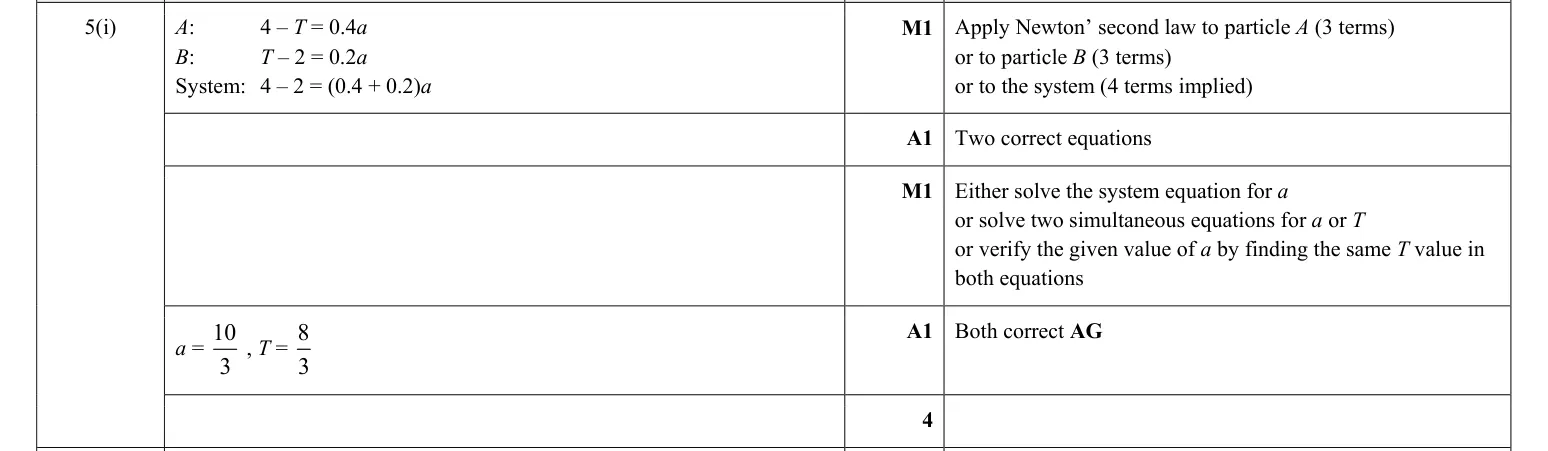 5(i)
A: 4 – T = 0.4a
B: T – 2 = 0.2a
System: 4 – 2 = (0.4 + 0.2)a
M1
Apply Newton’ second law to particle A (3 terms)
or to particle B (3 terms)
or to the system (4 terms implied)
A1
Two correct equations
M1
Either solve the system equation for a
or solve two simultaneous equations for a or T
or verify the given value of a by finding the same T value in
both equations
a = 10/3 , T = 8/3
A1
Both correct AG
4